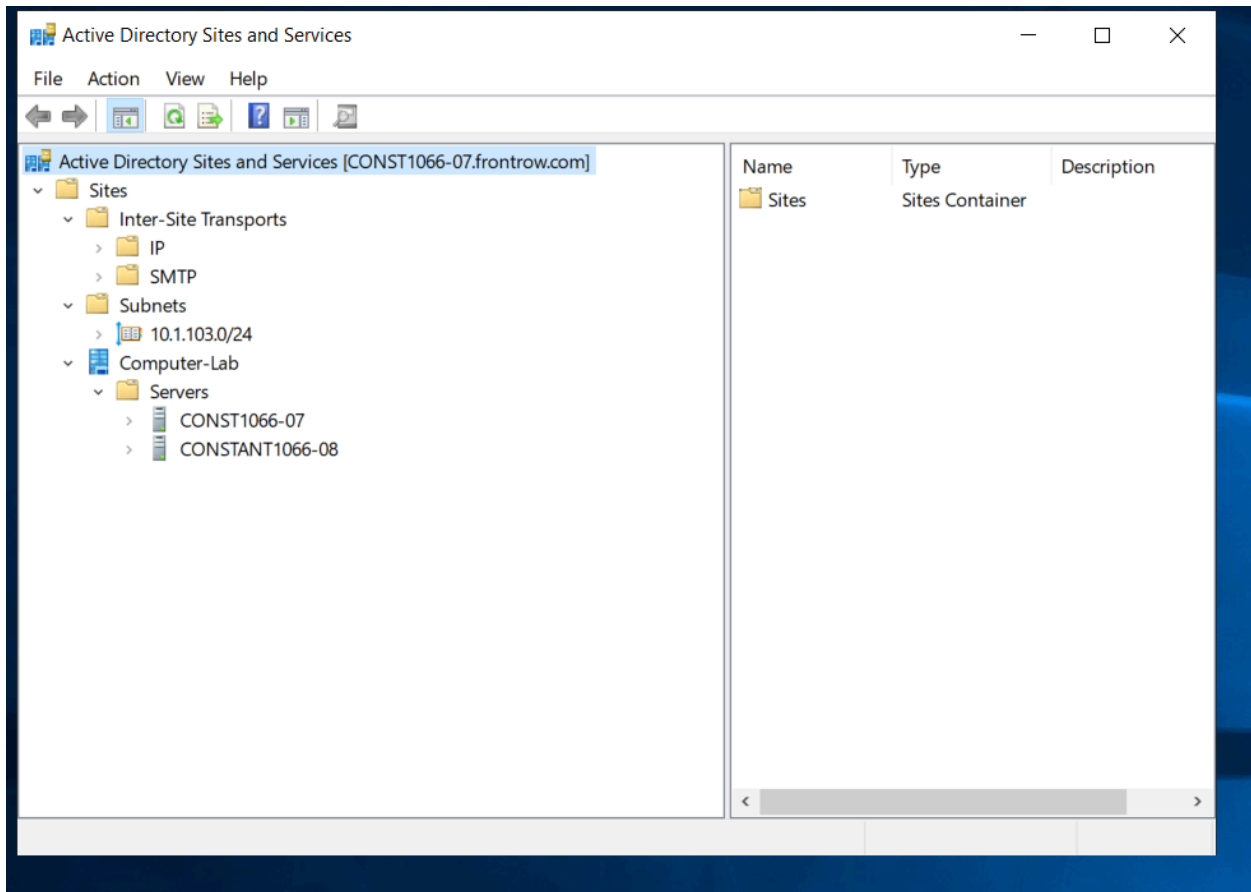 Active Directory Sites and Services
File Action View Help
Active Directory Sites and Services [CONST1066-07.frontrow.com]
Sites
Inter-Site Transports
IP
SMTP
Subnets
10.1.103.0/24
Computer-Lab
Servers
CONST1066-07
CONSTANT1066-08
Name Type Description
Sites Sites Container